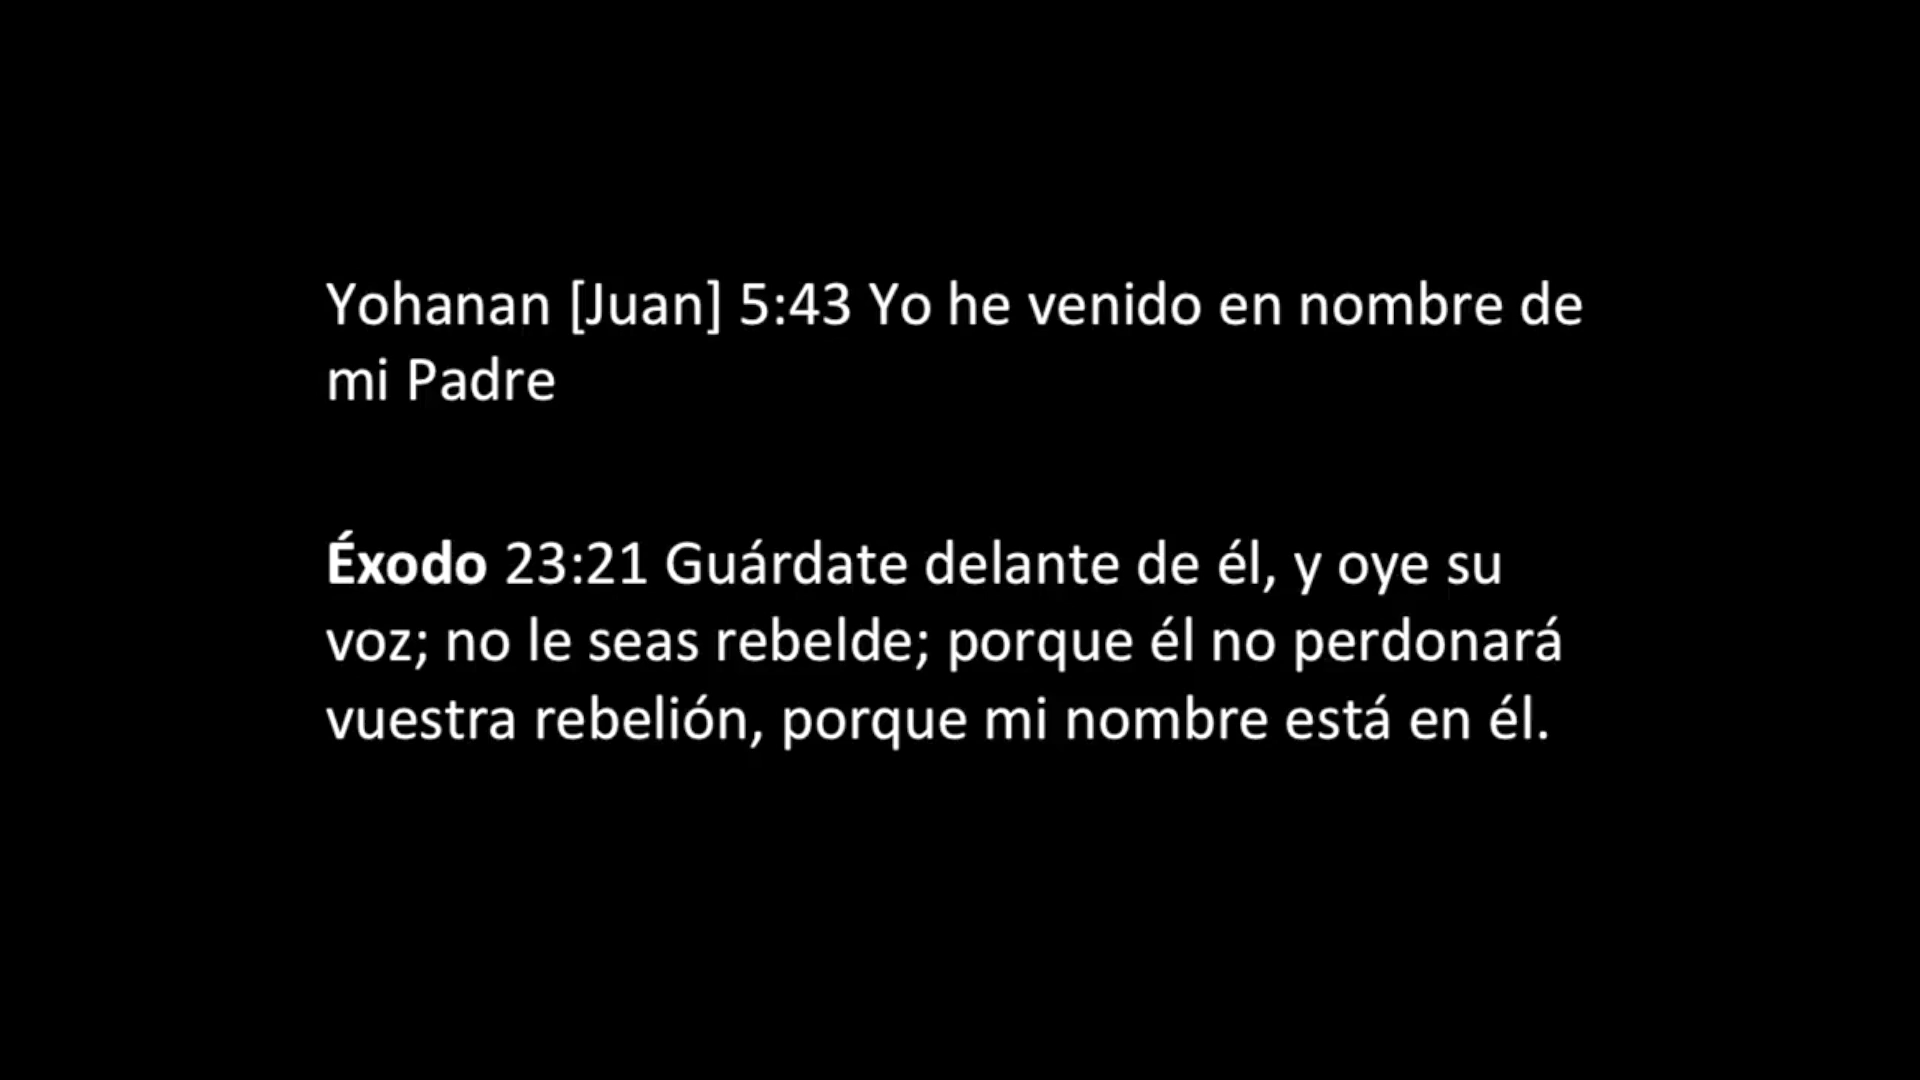 Yohanan [Juan] 5:43 Yo he venido en nombre de
mi Padre
Éxodo 23:21 Guárdate delante de él, y oye su
voz; no le seas rebelde; porque él no perdonará
vuestra rebelión, porque mi nombre está en él.